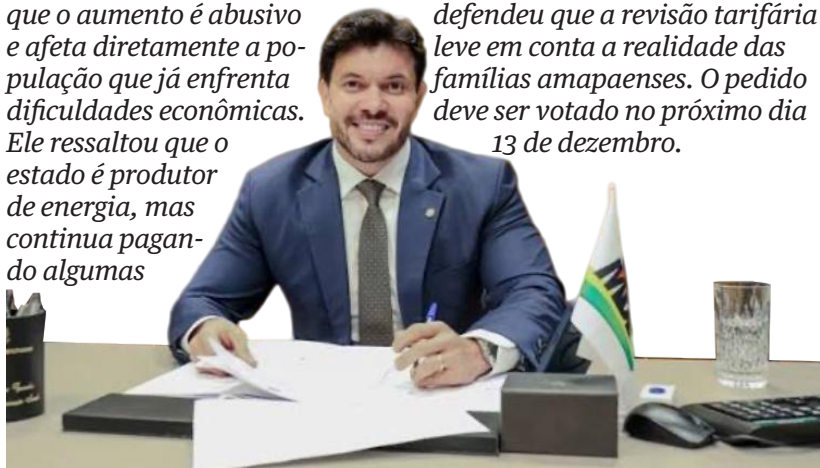 que o aumento é abusivo
e afeta diretamente a po-
pulação que já enfrenta
dificuldades econômicas.
Ele ressaltou que o
estado é produtor
de energia, mas
continua pagan-
do algumas
defendeu que a revisão tarifária
leve em conta a realidade das
famílias amapaenses. O pedido
deve ser votado no próximo dia
13 de dezembro.